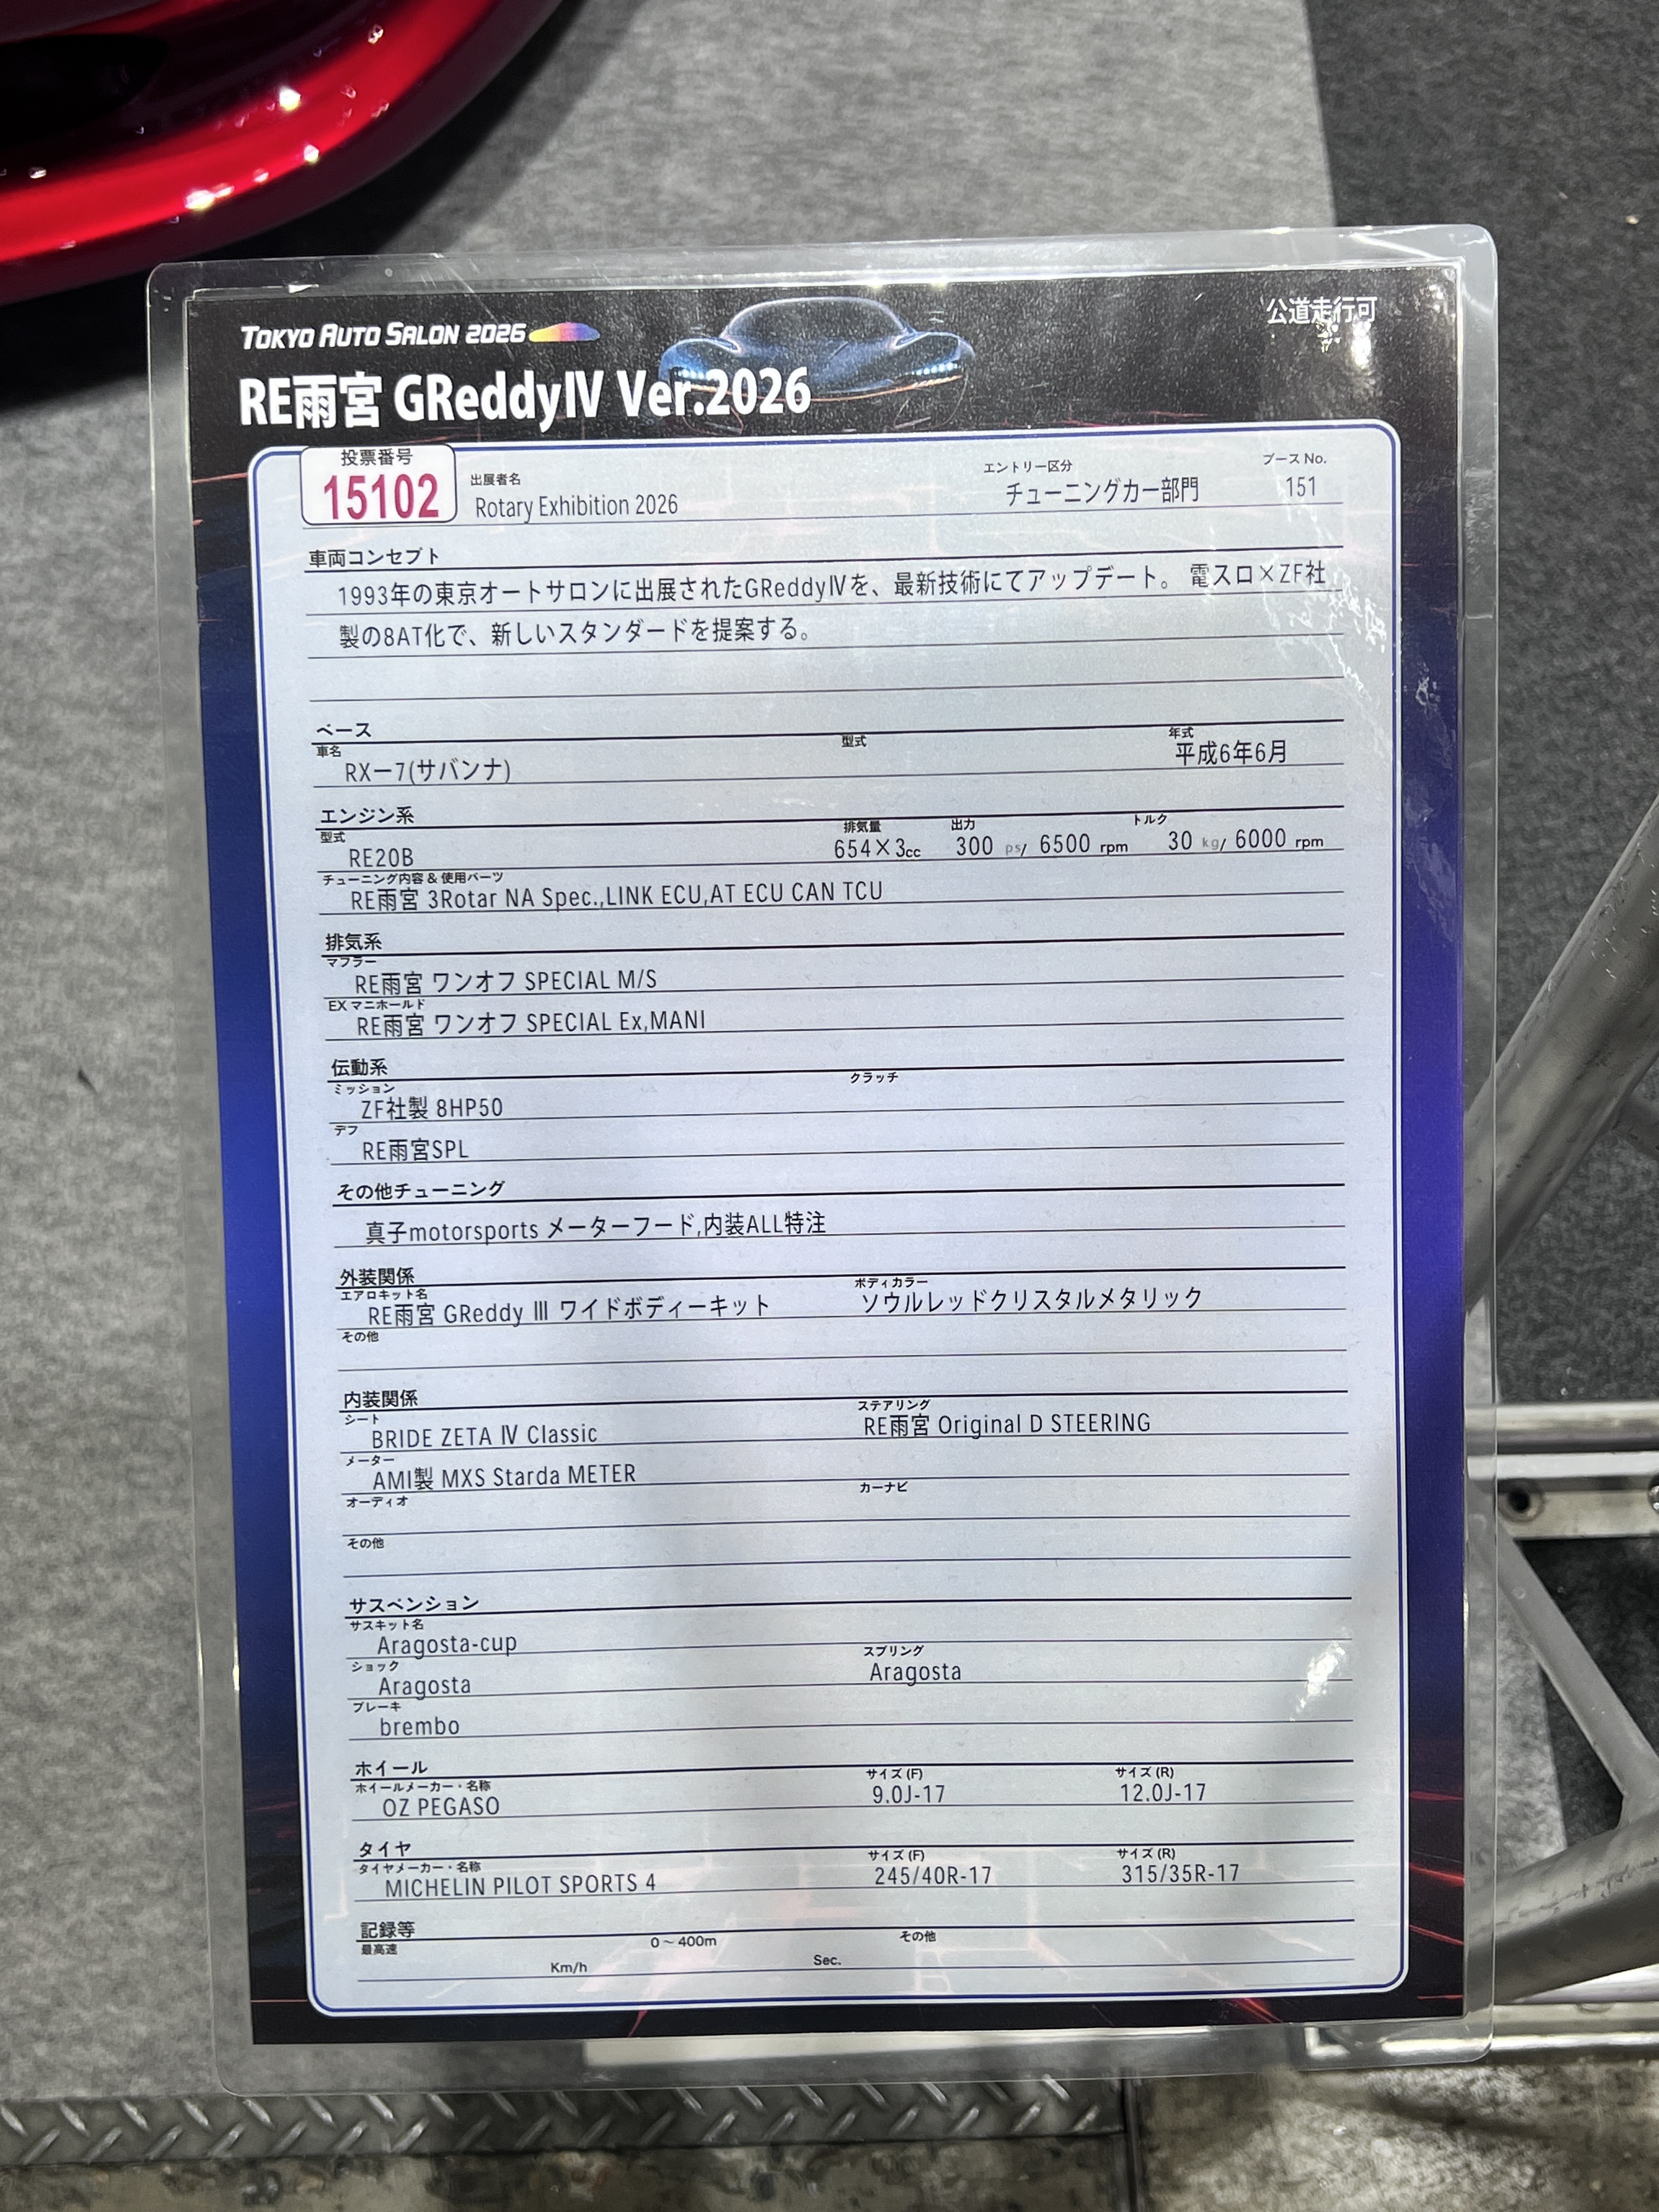 TOKYO AUTO SALON 2026
公道走行可
RE雨宮 GReddyⅣ Ver.2026
投票番号
15102
出展者名
Rotary Exhibition 2026
エントリー区分
チューニングカー部門
ブース No.
151
車両コンセプト
1993年の東京オートサロンに出展されたGReddyⅣを、最新技術にてアップデート。 電スロ×ZF社
製の8AT化で、新しいスタンダードを提案する。
ベース
車名
RXー7(サバンナ)
型式
年式
平成6年6月
エンジン系
型式
RE20B
排気量
654×3cc
出力
300 ps/ 6500 rpm
トルク
30 kg/ 6000 rpm
チューニング内容 & 使用パーツ
RE雨宮 3Rotar NA Spec.,LINK ECU,AT ECU CAN TCU
排気系
マフラー
RE雨宮 ワンオフ SPECIAL M/S
EX マニホールド
RE雨宮 ワンオフ SPECIAL Ex,MANI
伝動系
ミッション
ZF社製 8HP50
クラッチ
デフ
RE雨宮SPL
その他チューニング
真子motorsports メーターフード,内装ALL特注
外装関係
エアロキット名
RE雨宮 GReddy Ⅲ ワイドボディーキット
ボディカラー
ソウルレッドクリスタルメタリック
その他
内装関係
シート
BRIDE ZETA Ⅳ Classic
ステアリング
RE雨宮 Original D STEERING
メーター
AMI製 MXS Starda METER
オーディオ
カーナビ
その他
サスペンション
サスキット名
Aragosta-cup
ショック
Aragosta
スプリング
Aragosta
ブレーキ
brembo
ホイール
ホイールメーカー・名称
OZ PEGASO
サイズ (F)
9.0J-17
サイズ (R)
12.0J-17
タイヤ
タイヤメーカー・名称
MICHELIN PILOT SPORTS 4
サイズ (F)
245/40R-17
サイズ (R)
315/35R-17
記録等
最高速
Km/h
0～400m
Sec.
その他